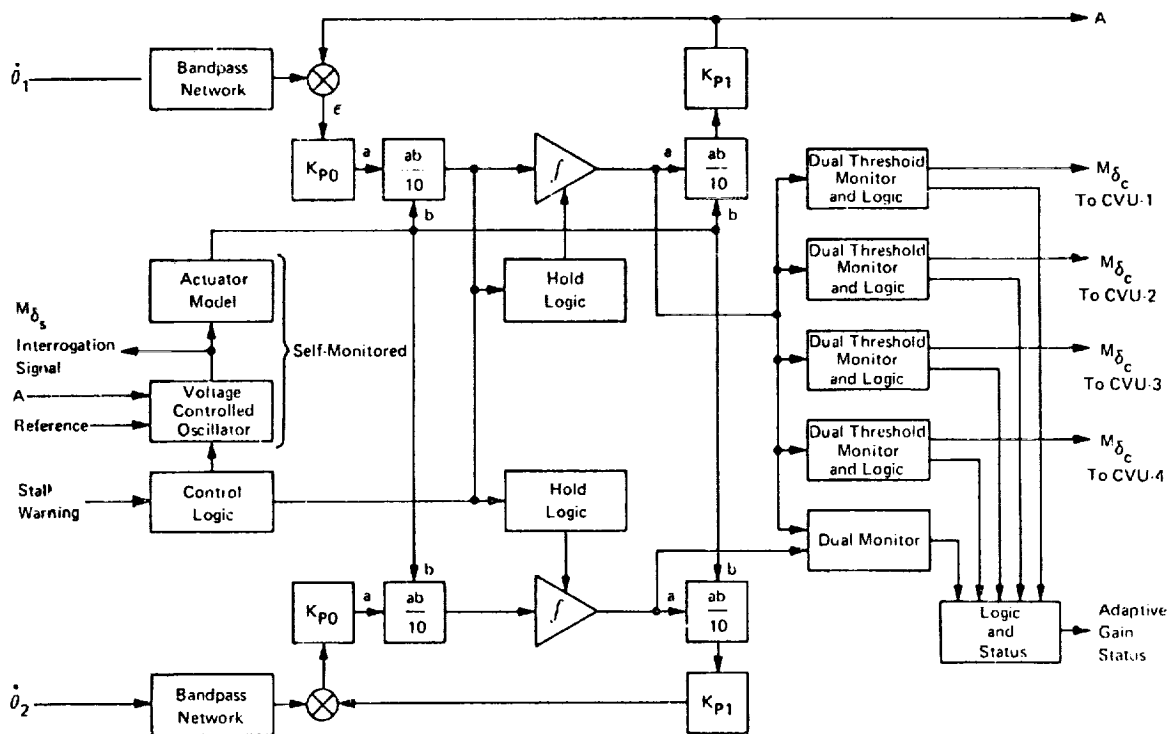 A
θ̇1
Bandpass
Network
KP1
ϵ
KP0
a
ab
10
∫
a
ab
10
b
b
Dual Threshold
Monitor
and Logic
Mδc
To CVU-1
Actuator
Model
Hold
Logic
Dual Threshold
Monitor
and Logic
Mδc
To CVU-2
Mδs
Interrogation
Signal
Self-Monitored
Dual Threshold
Monitor
and Logic
Mδc
To CVU-3
A
Reference
Voltage
Controlled
Oscillator
Dual Threshold
Monitor
and Logic
Mδc
To CVU-4
Stall
Warning
Control
Logic
Hold
Logic
Dual Monitor
b
b
KP0
a
ab
10
∫
a
ab
10
Logic
and
Status
Adaptive
Gain
Status
θ̇2
Bandpass
Network
KP1